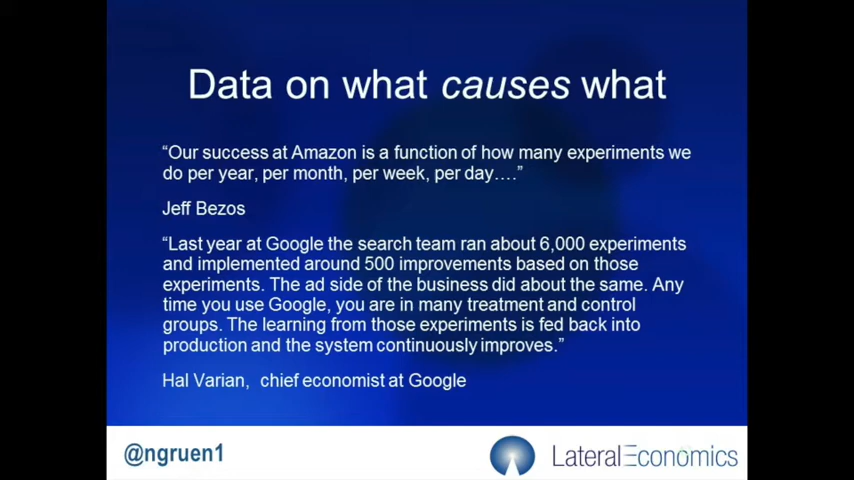 Data on what causes what
“Our success at Amazon is a function of how many experiments we
do per year, per month, per week, per day….”
Jeff Bezos
“Last year at Google the search team ran about 6,000 experiments
and implemented around 500 improvements based on those
experiments. The ad side of the business did about the same. Any
time you use Google, you are in many treatment and control
groups. The learning from those experiments is fed back into
production and the system continuously improves.”
Hal Varian, chief economist at Google
@ngruen1
LateralEconomics